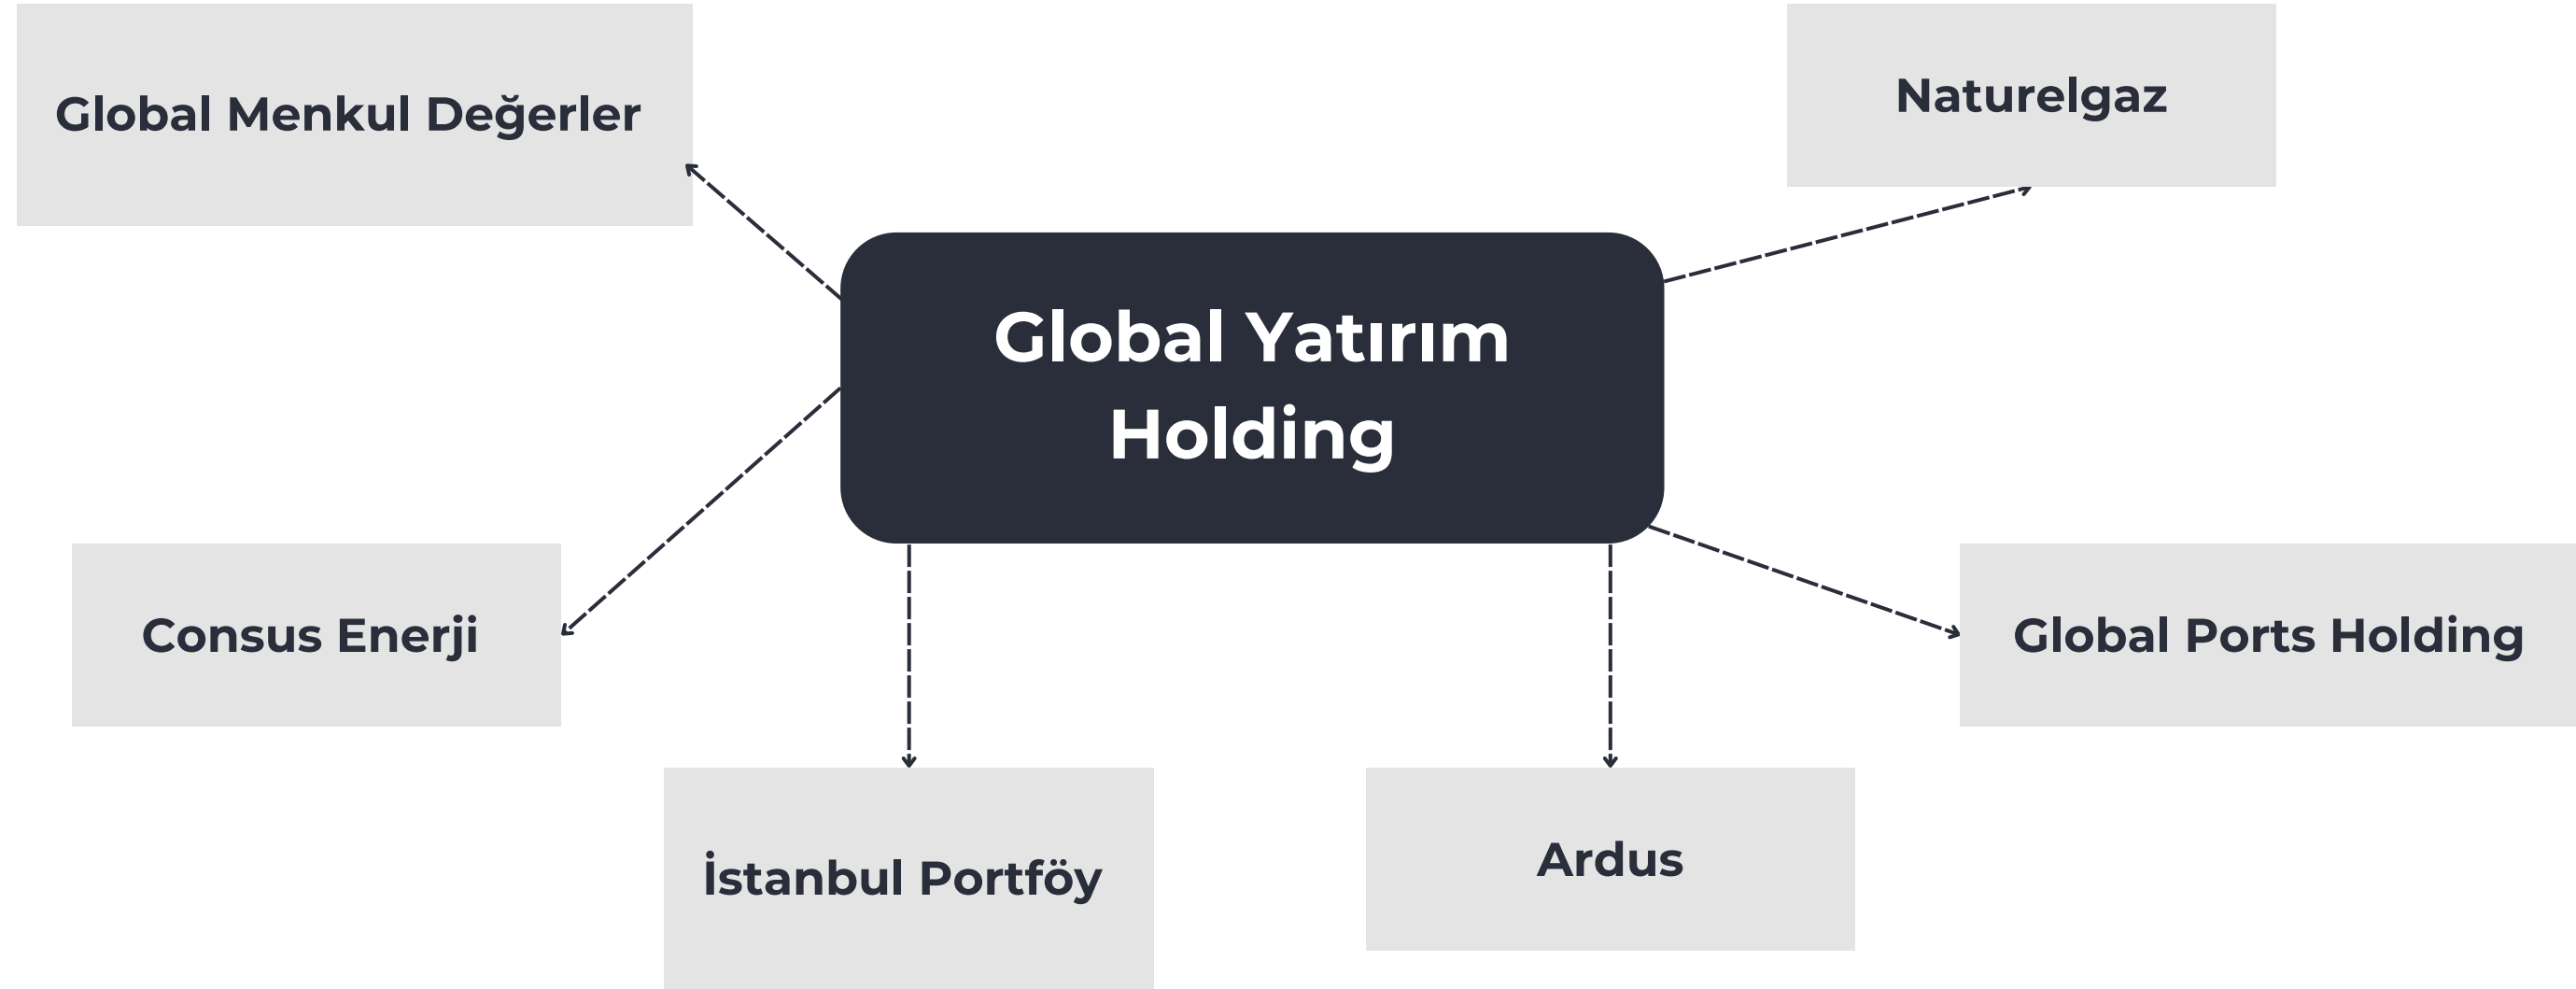 Global Menkul Değerler
Naturelgaz
Global Yatırım
Holding
Consus Enerji
Global Ports Holding
İstanbul Portföy
Ardus